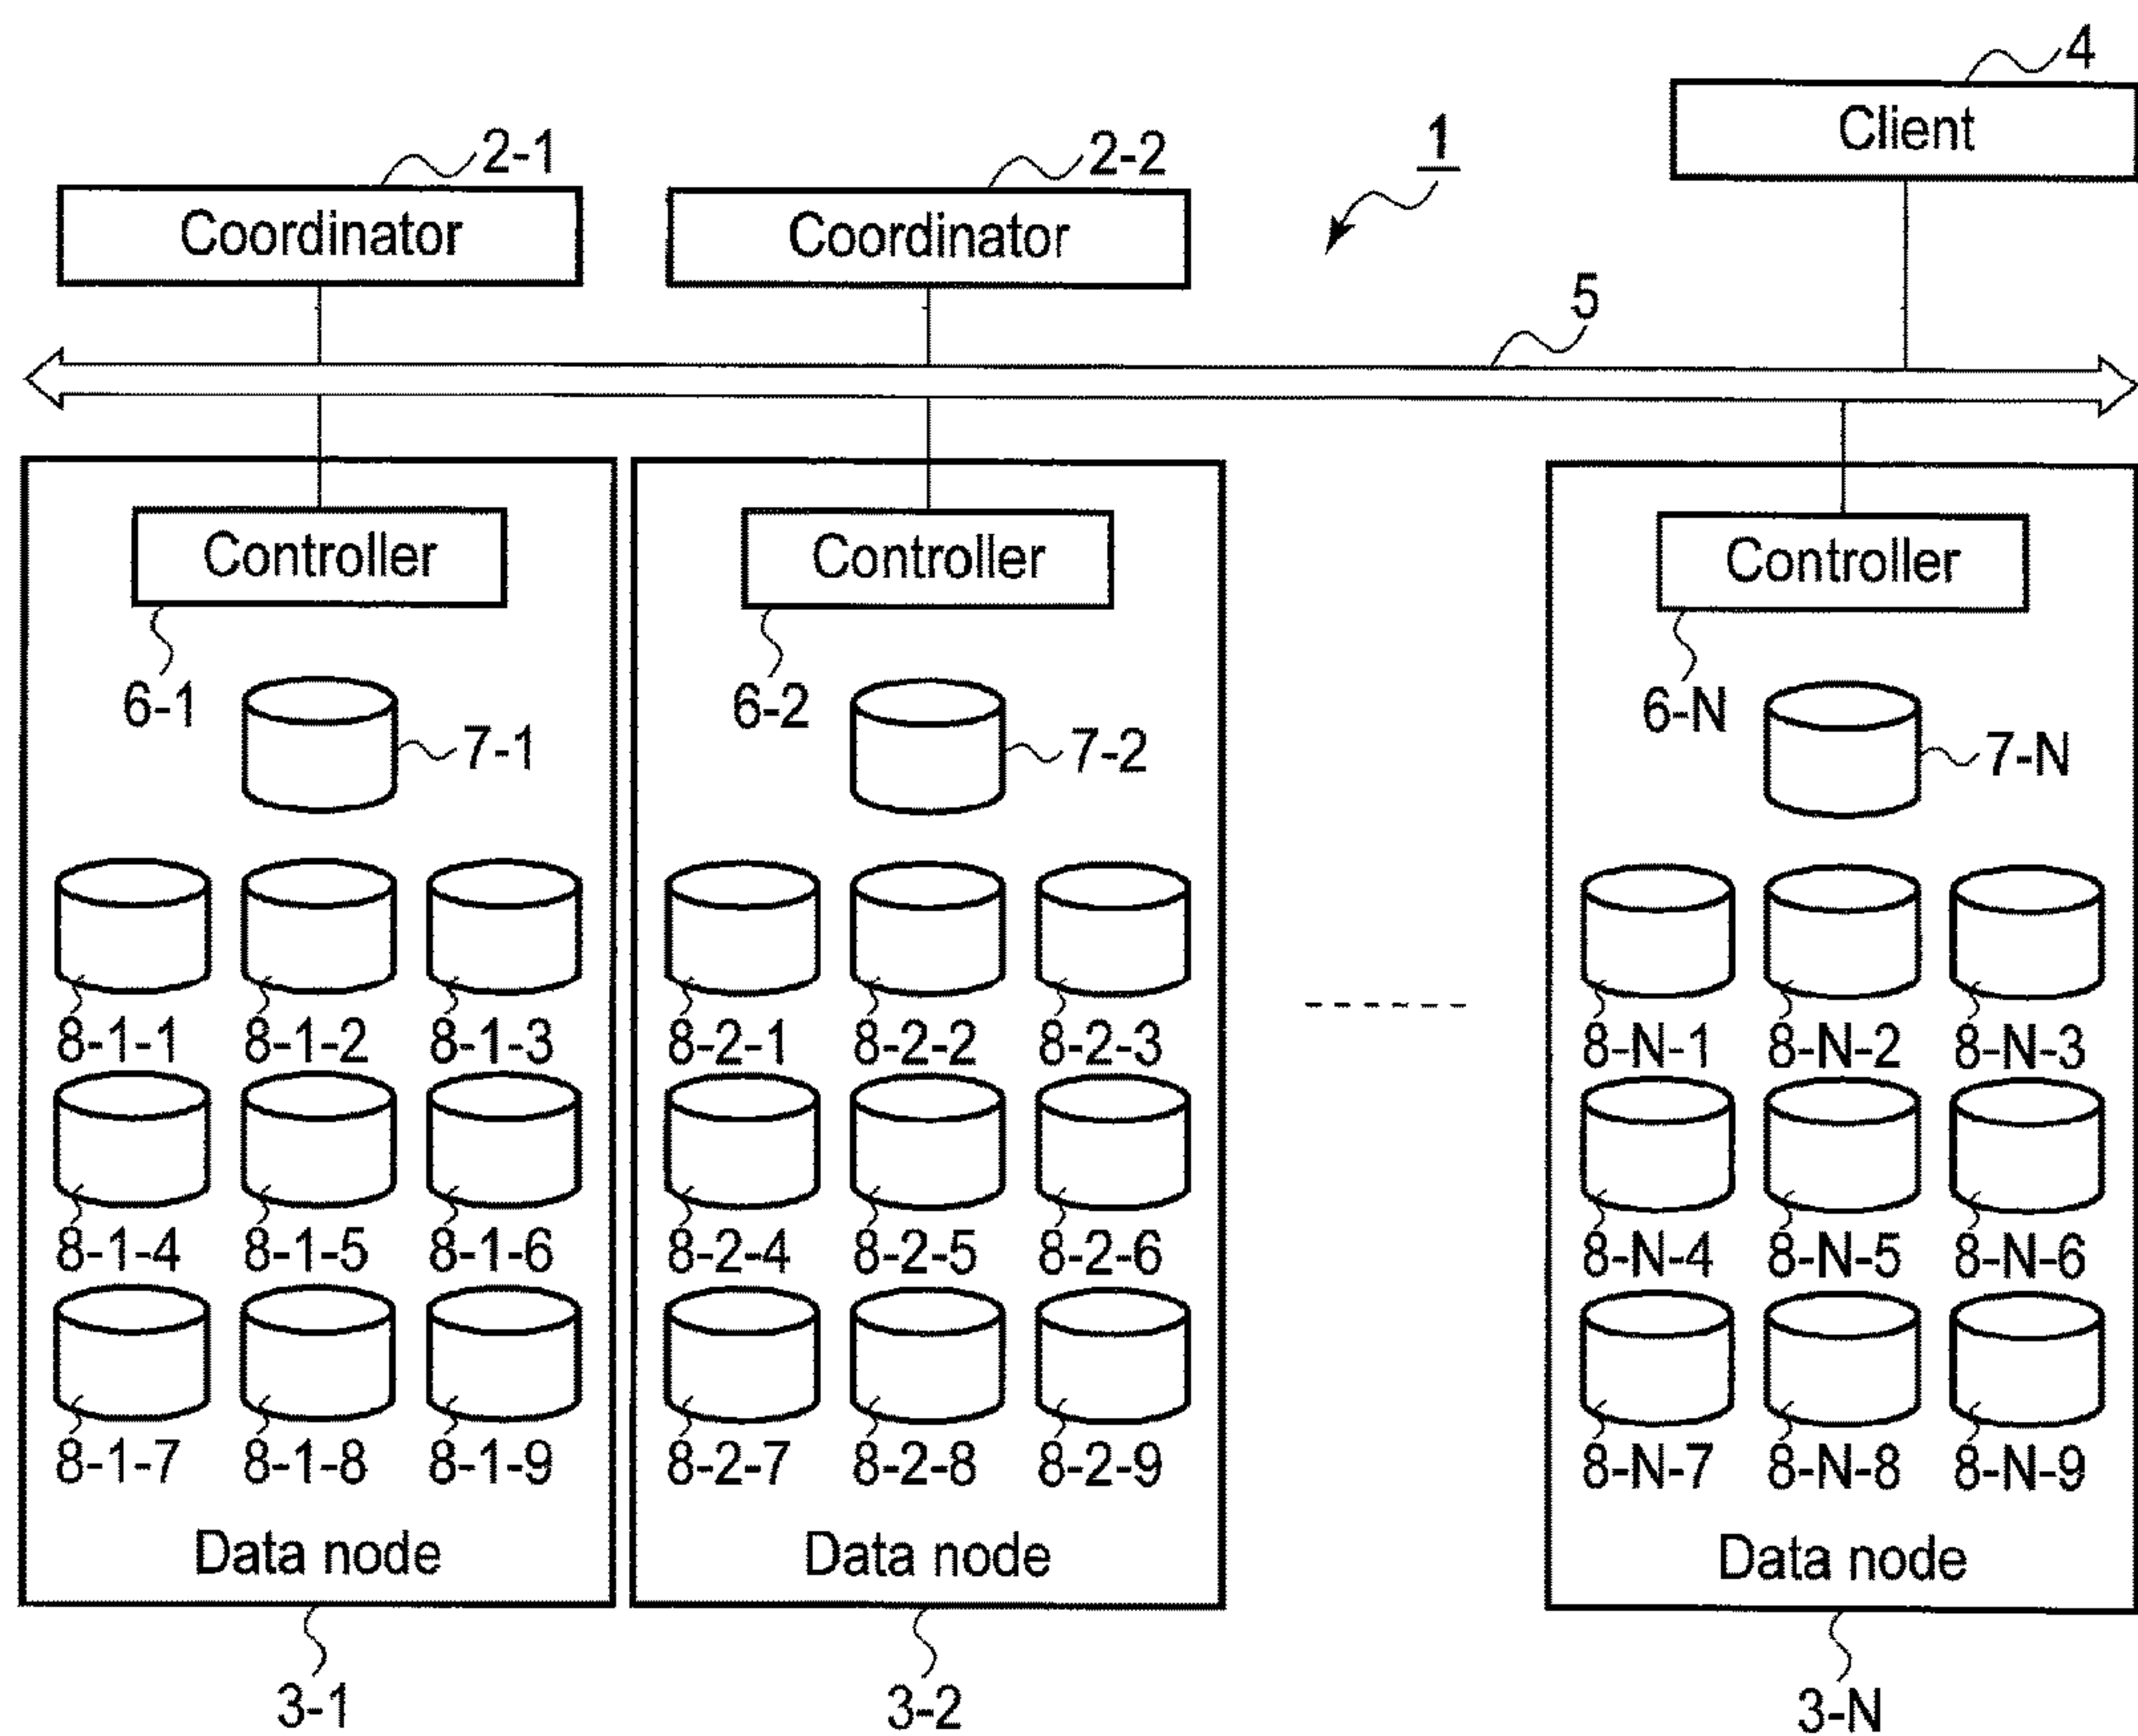 4
Client
2-1
2-2
1
Coordinator
Coordinator
5
Controller
Controller
Controller
6-1
7-1
6-2
7-2
6-N
7-N
8-1-1 8-1-2 8-1-3
8-2-1 8-2-2 8-2-3
8-N-1 8-N-2 8-N-3
8-1-4 8-1-5 8-1-6
8-2-4 8-2-5 8-2-6
8-N-4 8-N-5 8-N-6
8-1-7 8-1-8 8-1-9
8-2-7 8-2-8 8-2-9
8-N-7 8-N-8 8-N-9
Data node
Data node
Data node
3-1
3-2
3-N